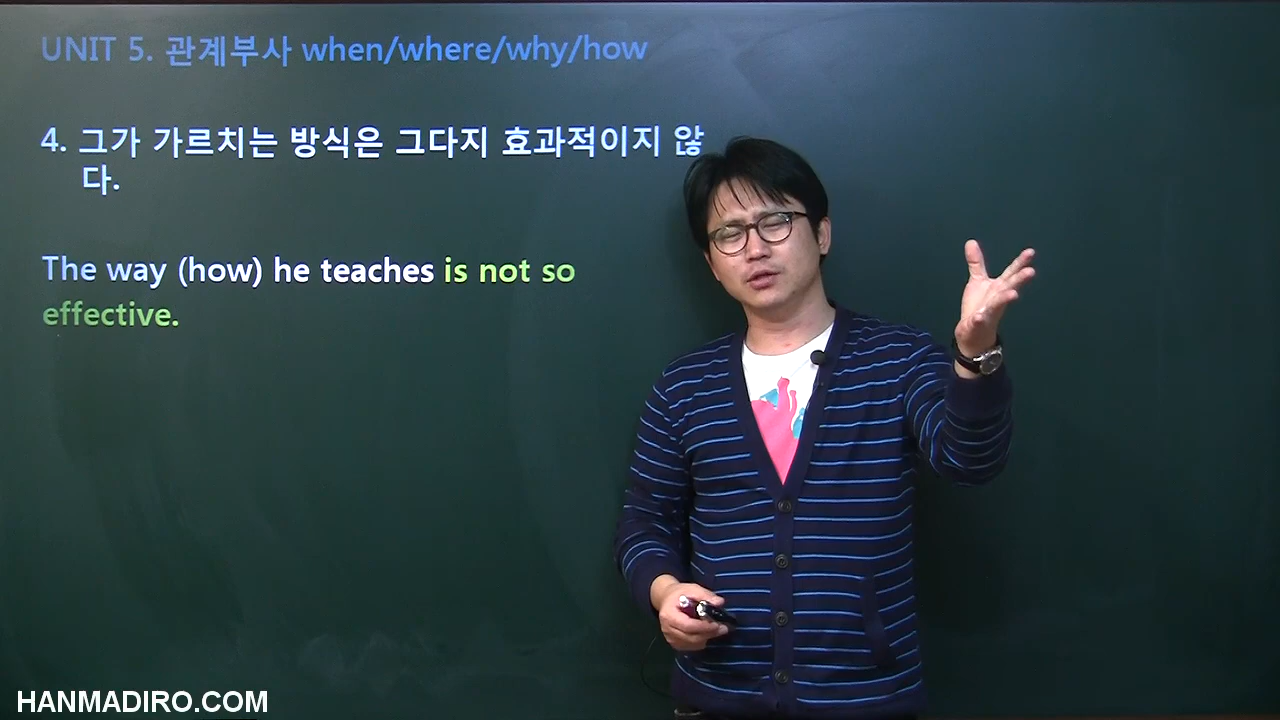 UNIT 5. 관계부사 when/where/why/how
4. 그가 가르치는 방식은 그다지 효과적이지 않
다.
The way (how) he teaches is not so
effective.
HANMADIRO.COM